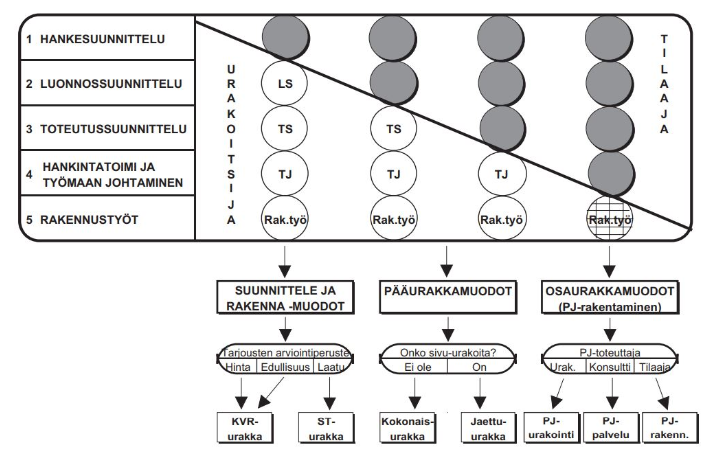 1 HANKESUUNNITTELU
2 LUONNOSSUUNNITTELU
3 TOTEUTUSSUUNNITTELU
4 HANKINTATOIMI JA
TYÖMAAN JOHTAMINEN
5 RAKENNUSTYÖT
URAKOITSIJA
TILAAJA
LS
TS TS
TJ TJ TJ
Rak.työ Rak.työ Rak.työ Rak.työ
SUUNNITTELE JA
RAKENNA -MUODOT
PÄÄURAKKAMUODOT
OSAURAKKAMUODOT
(PJ-rakentaminen)
Tarjousten arviointiperuste
Hinta Edullisuus Laatu
Onko sivu-urakoita?
Ei ole On
PJ-toteuttaja
Urak. Konsultti Tilaaja
KVR-
urakka
ST-
urakka
Kokonais-
urakka
Jaettu-
urakka
PJ-
urakointi
PJ-
palvelu
PJ-
rakenn.